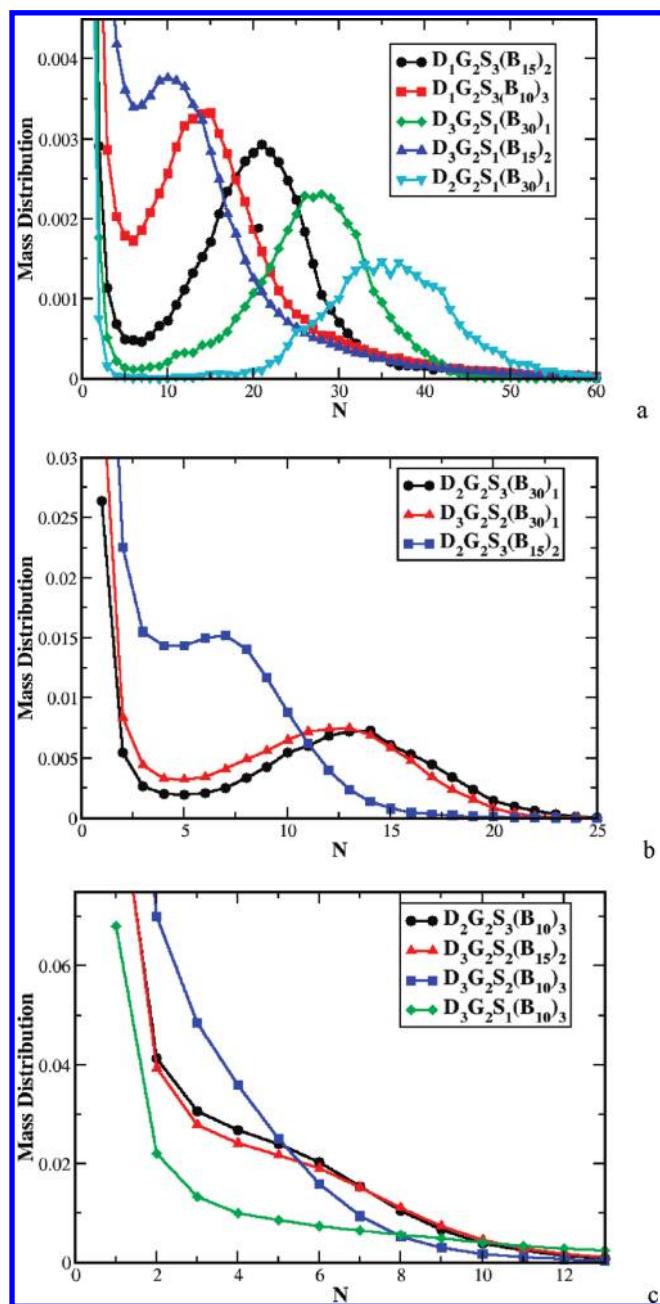 0.004
0.003
0.002
0.001
0
Mass Distribution
D₁G₂S₃(B₁₅)₂
D₁G₂S₃(B₁₀)₃
D₃G₂S₁(B₃₀)₁
D₃G₂S₁(B₁₅)₂
D₂G₂S₁(B₃₀)₁
0 10 20 30 40 50 60
N
a
0.03
0.025
0.02
0.015
0.01
0.005
0
Mass Distribution
D₂G₂S₃(B₃₀)₁
D₃G₂S₂(B₃₀)₁
D₂G₂S₃(B₁₅)₂
0 5 10 15 20 25
N
b
0.06
0.04
0.02
0
Mass Distribution
D₂G₂S₃(B₁₀)₃
D₃G₂S₂(B₁₅)₂
D₃G₂S₂(B₁₀)₃
D₃G₂S₁(B₁₀)₃
0 2 4 6 8 10 12
N
c